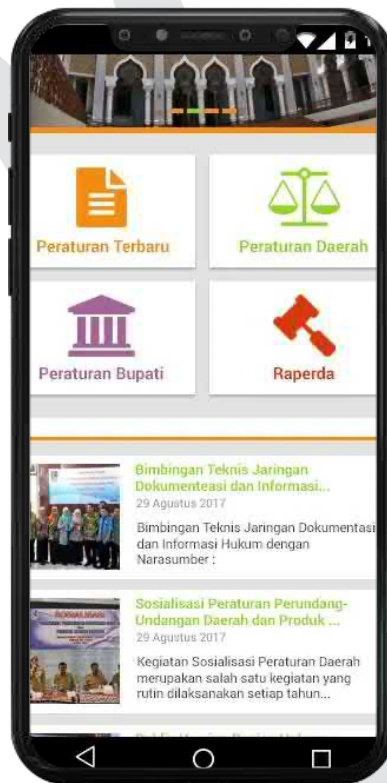 Peraturan Terbaru
Peraturan Daerah
Peraturan Bupati
Raperda
Bimbingan Teknis Jaringan
Dokumenteasi dan Informasi...
29 Agustus 2017
Bimbingan Teknis Jaringan Dokumentasi
dan Informasi Hukum dengan
Narasumber :
SOSIALISASI
Sosialisasi Peraturan Perundang-
Undangan Daerah dan Produk ...
29 Agustus 2017
Kegiatan Sosialisasi Peraturan Daerah
merupakan salah satu kegiatan yang
rutin dilaksanakan setiap tahun...